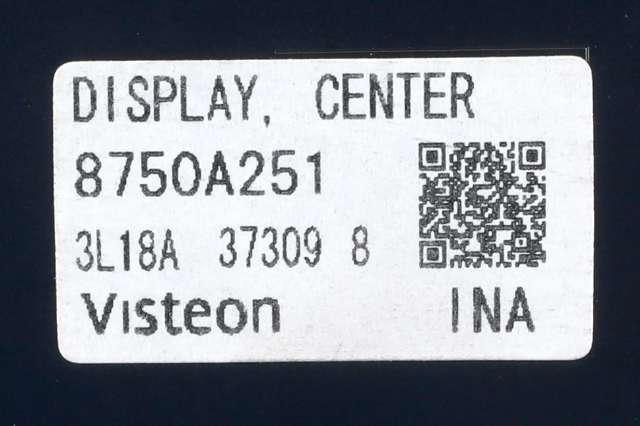 DISPLAY, CENTER
8750A251
3L18A 37309 8
Visteon INA